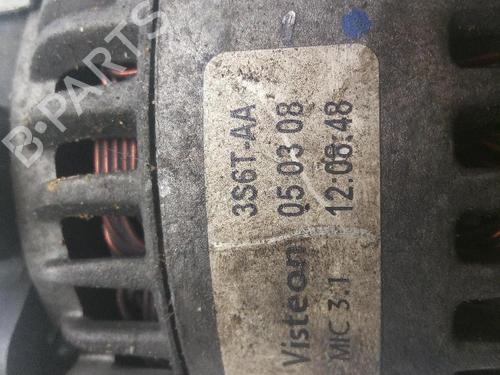 3S6T-AA
05 03 08
12:06:48
Visteon
MIC 3.1
B-PARTS